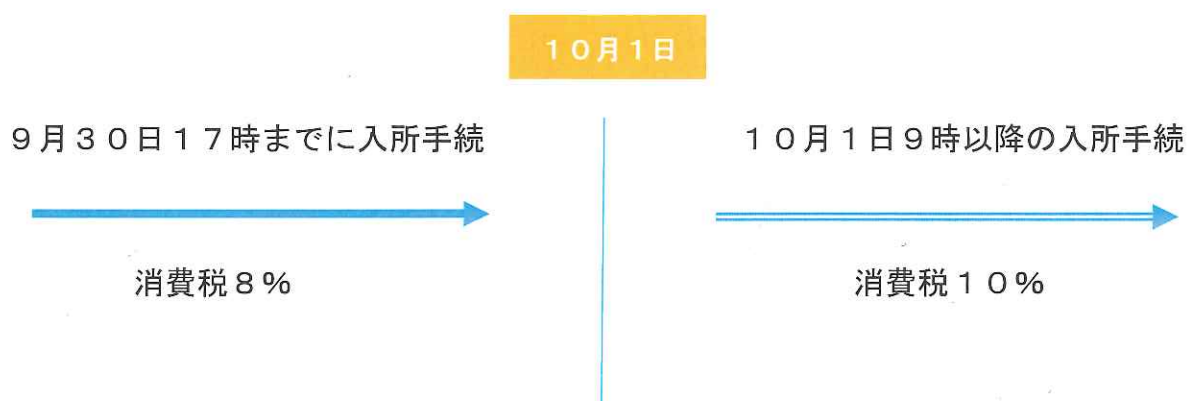 １０月１日
９月３０日１７時までに入所手続
１０月１日９時以降の入所手続
消費税８％
消費税１０％